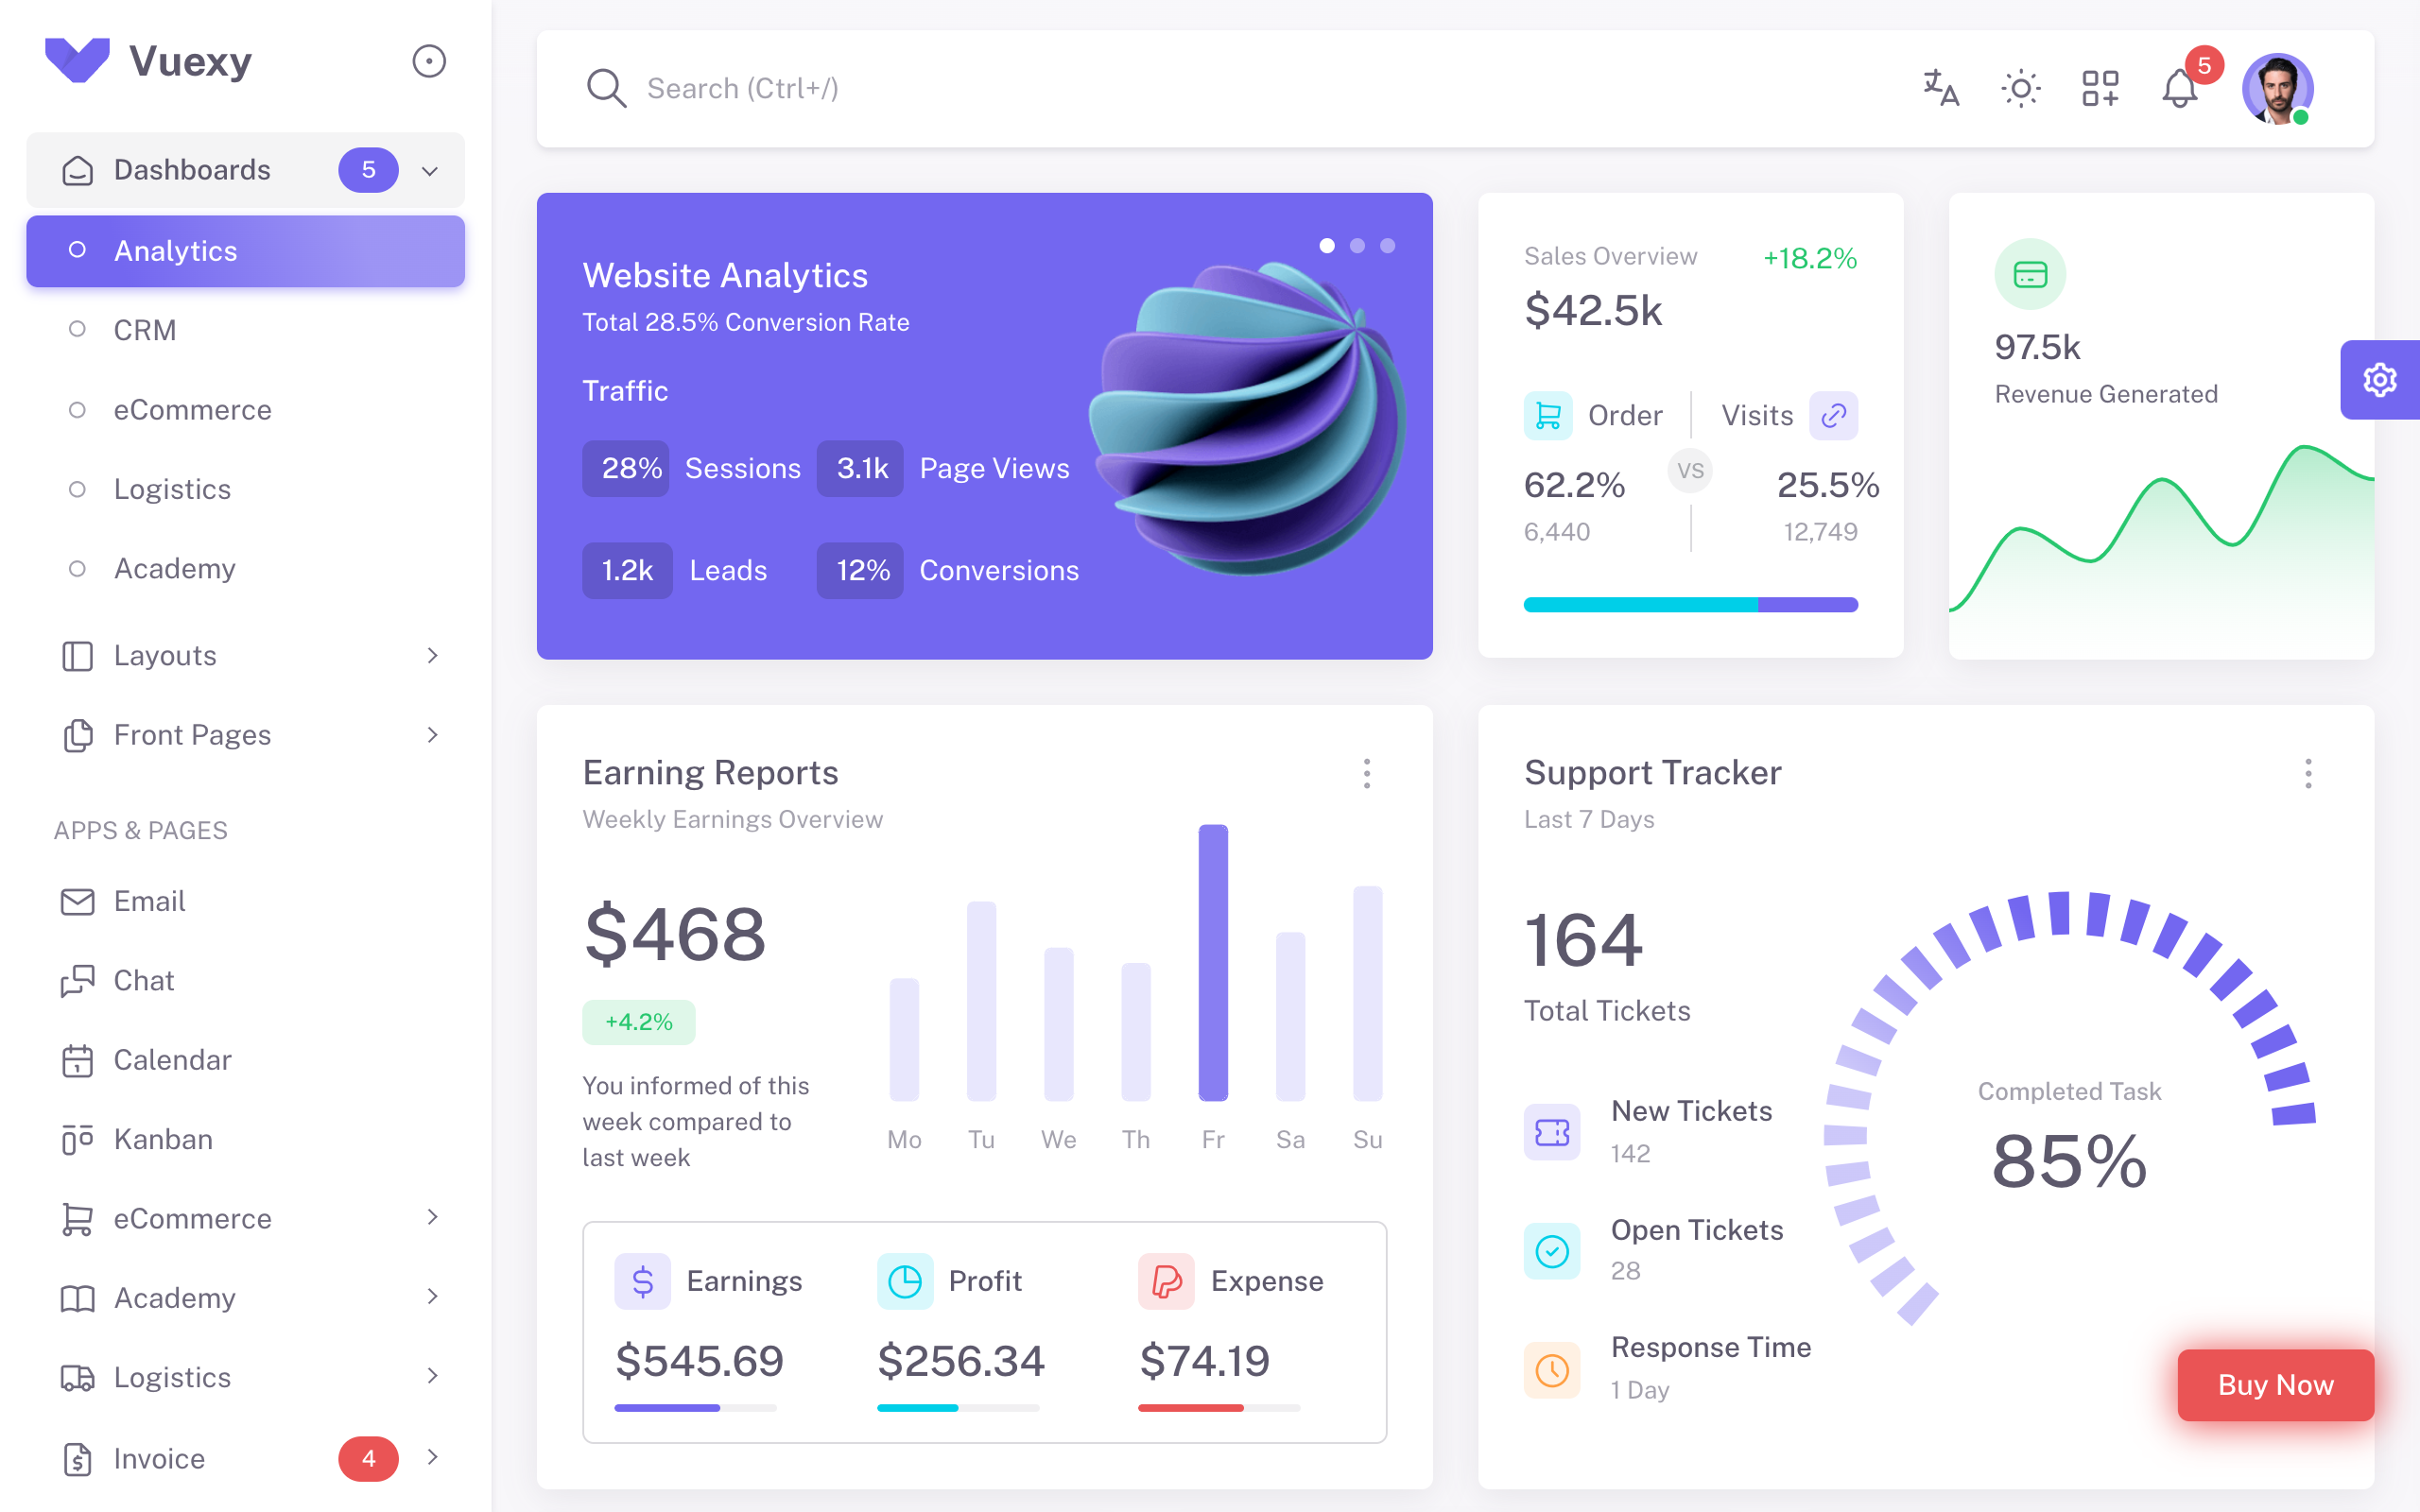 Vuexy
Dashboards 5
Analytics
CRM
eCommerce
Logistics
Academy
Layouts
Front Pages
APPS & PAGES
Email
Chat
Calendar
Kanban
eCommerce
Academy
Logistics
Invoice 4
Search (Ctrl+/)
5
Website Analytics
Total 28.5% Conversion Rate
Traffic
28% Sessions 3.1k Page Views
1.2k Leads 12% Conversions
Sales Overview +18.2%
$42.5k
Order Visits
VS
62.2% 25.5%
6,440 12,749
97.5k
Revenue Generated
Earning Reports
Weekly Earnings Overview
$468
+4.2%
You informed of this
week compared to
last week
Mo Tu We Th Fr Sa Su
Earnings Profit Expense
$545.69 $256.34 $74.19
Support Tracker
Last 7 Days
164
Total Tickets
New Tickets
142
Open Tickets
28
Response Time
1 Day
Completed Task
85%
Buy Now